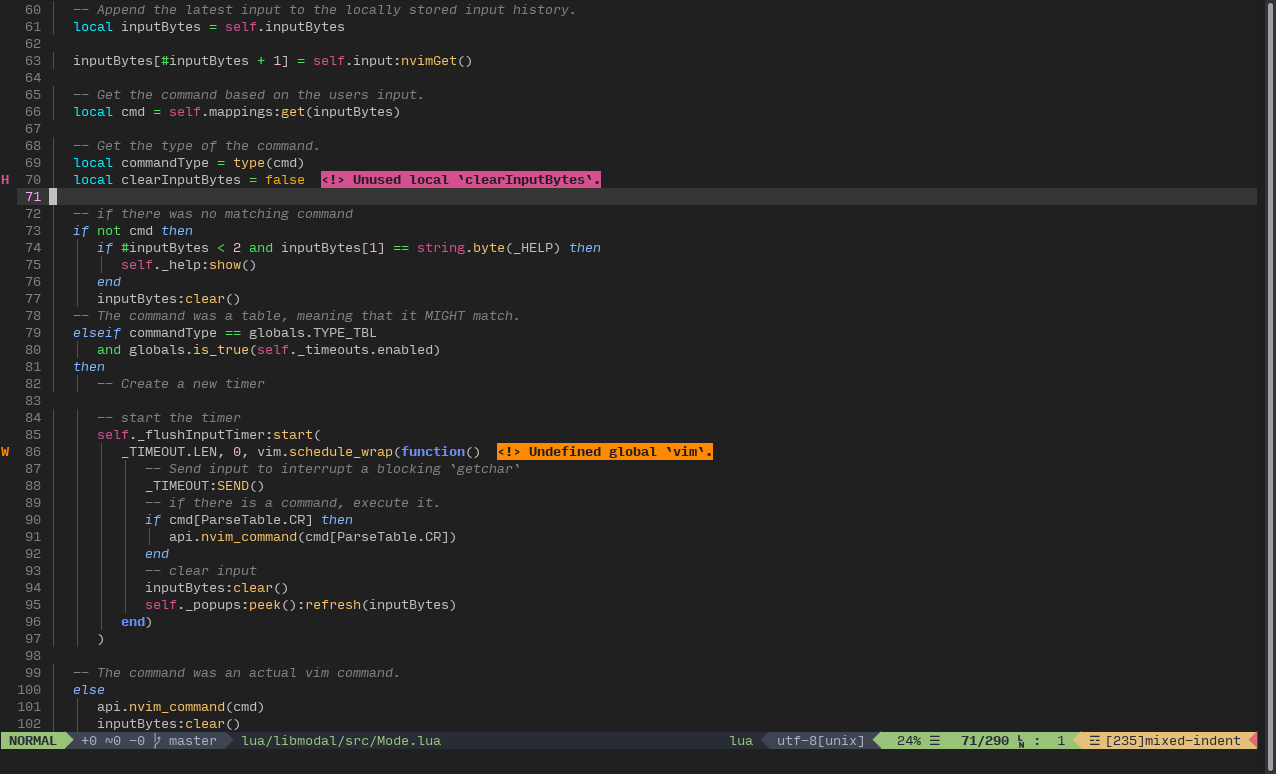 60 -- Append the latest input to the locally stored input history.
61 local inputBytes = self.inputBytes
62
63 inputBytes[#inputBytes + 1] = self.input:nvimGet()
64
65 -- Get the command based on the users input.
66 local cmd = self.mappings:get(inputBytes)
67
68 -- Get the type of the command.
69 local commandType = type(cmd)
H 70 local clearInputBytes = false <!> Unused local `clearInputBytes`.
71
72 -- if there was no matching command
73 if not cmd then
74 if #inputBytes < 2 and inputBytes[1] == string.byte(_HELP) then
75 self._help:show()
76 end
77 inputBytes:clear()
78 -- The command was a table, meaning that it MIGHT match.
79 elseif commandType == globals.TYPE_TBL
80 and globals.is_true(self._timeouts.enabled)
81 then
82 -- Create a new timer
83
84 -- start the timer
85 self._flushInputTimer:start(
W 86 _TIMEOUT.LEN, 0, vim.schedule_wrap(function() <!> Undefined global `vim`.
87 -- Send input to interrupt a blocking `getchar`
88 _TIMEOUT:SEND()
89 -- if there is a command, execute it.
90 if cmd[ParseTable.CR] then
91 api.nvim_command(cmd[ParseTable.CR])
92 end
93 -- clear input
94 inputBytes:clear()
95 self._popups:peek():refresh(inputBytes)
96 end)
97 )
98
99 -- The command was an actual vim command.
100 else
101 api.nvim_command(cmd)
102 inputBytes:clear()
NORMAL +0 ~0 -0 master lua/libmodal/src/Mode.lua lua utf-8[unix] 24% ☰ 71/290 : 1 ☲ [235]mixed-indent